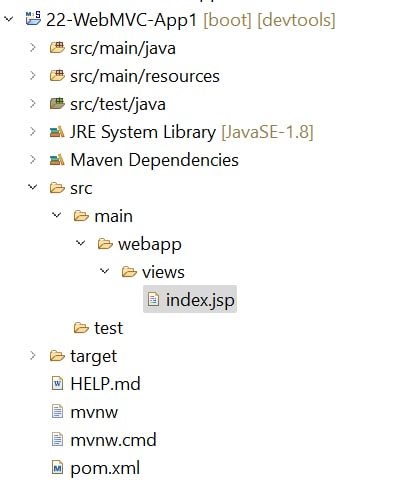 22-WebMVC-App1 [boot] [devtools]
src/main/java
src/main/resources
src/test/java
JRE System Library [JavaSE-1.8]
Maven Dependencies
src
main
webapp
views
index.jsp
test
target
HELP.md
mvnw
mvnw.cmd
pom.xml